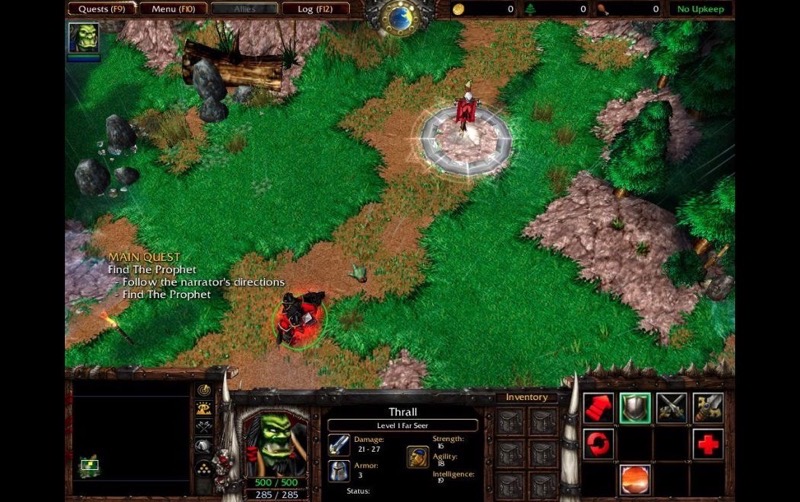 Quests (F9) Menu (F10) Allies Log (F12) 0 0 0 No Upkeep
MAIN QUEST
Find The Prophet
- Follow the narrator's directions
- Find The Prophet
Inventory
Thrall
Level 1 Far Seer
Damage:
21 - 27
Armor:
3
Strength:
16
Agility:
18
Intelligence:
19
Status:
500 / 500
285 / 285